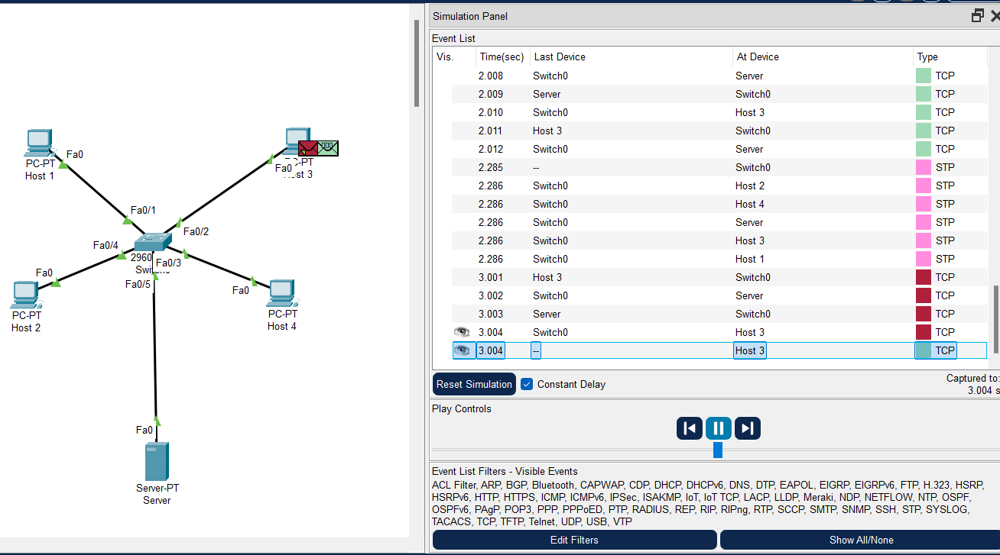 Simulation Panel
Event List
Vis. Time(sec) Last Device At Device Type
2.008 Switch0 Server TCP
2.009 Server Switch0 TCP
2.010 Switch0 Host 3 TCP
2.011 Host 3 Switch0 TCP
2.012 Switch0 Server TCP
2.285 -- Switch0 STP
2.286 Switch0 Host 2 STP
2.286 Switch0 Host 4 STP
2.286 Switch0 Server STP
2.286 Switch0 Host 3 STP
2.286 Switch0 Host 1 STP
3.001 Host 3 Switch0 TCP
3.002 Switch0 Server TCP
3.003 Server Switch0 TCP
3.004 Switch0 Host 3 TCP
3.004 -- Host 3 TCP
Reset Simulation Constant Delay
Captured to:
3.004 s
Play Controls
Event List Filters - Visible Events
ACL Filter, ARP, BGP, Bluetooth, CAPWAP, CDP, DHCP, DHCPv6, DNS, DTP, EAPOL, EIGRP, EIGRPv6, FTP, H.323, HSRP,
HSRPv6, HTTP, HTTPS, ICMP, ICMPv6, IPSec, ISAKMP, IoT, IoT TCP, LACP, LLDP, Meraki, NDP, NETFLOW, NTP, OSPF,
OSPFv6, PAgP, POP3, PPP, PPPoED, PTP, RADIUS, REP, RIP, RIPng, RTP, SCCP, SMTP, SNMP, SSH, STP, SYSLOG,
TACACS, TCP, TFTP, Telnet, UDP, USB, VTP
Edit Filters Show All/None
Fa0
PC-PT
Host 1
Fa0
-PT
st 3
Fa0/1
Fa0/2
Fa0/4
2960
Fa0/3
Fa0/5
Fa0
PC-PT
Host 2
Fa0
PC-PT
Host 4
Fa0
Server-PT
Server